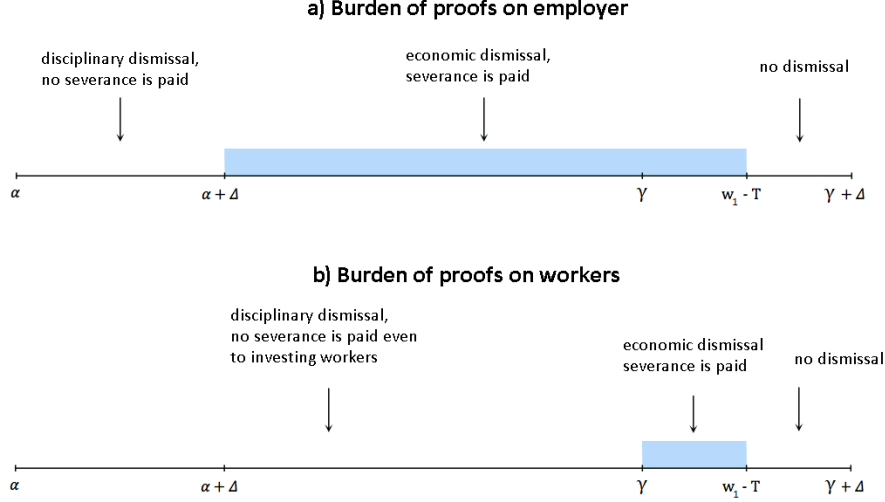 a) Burden of proofs on employer
disciplinary dismissal,
no severance is paid
economic dismissal,
severance is paid
no dismissal
α
α + Δ
γ
w₁ - T
γ + Δ
b) Burden of proofs on workers
disciplinary dismissal,
no severance is paid even
to investing workers
economic dismissal
severance is paid
no dismissal
α
α + Δ
γ
w₁ - T
γ + Δ